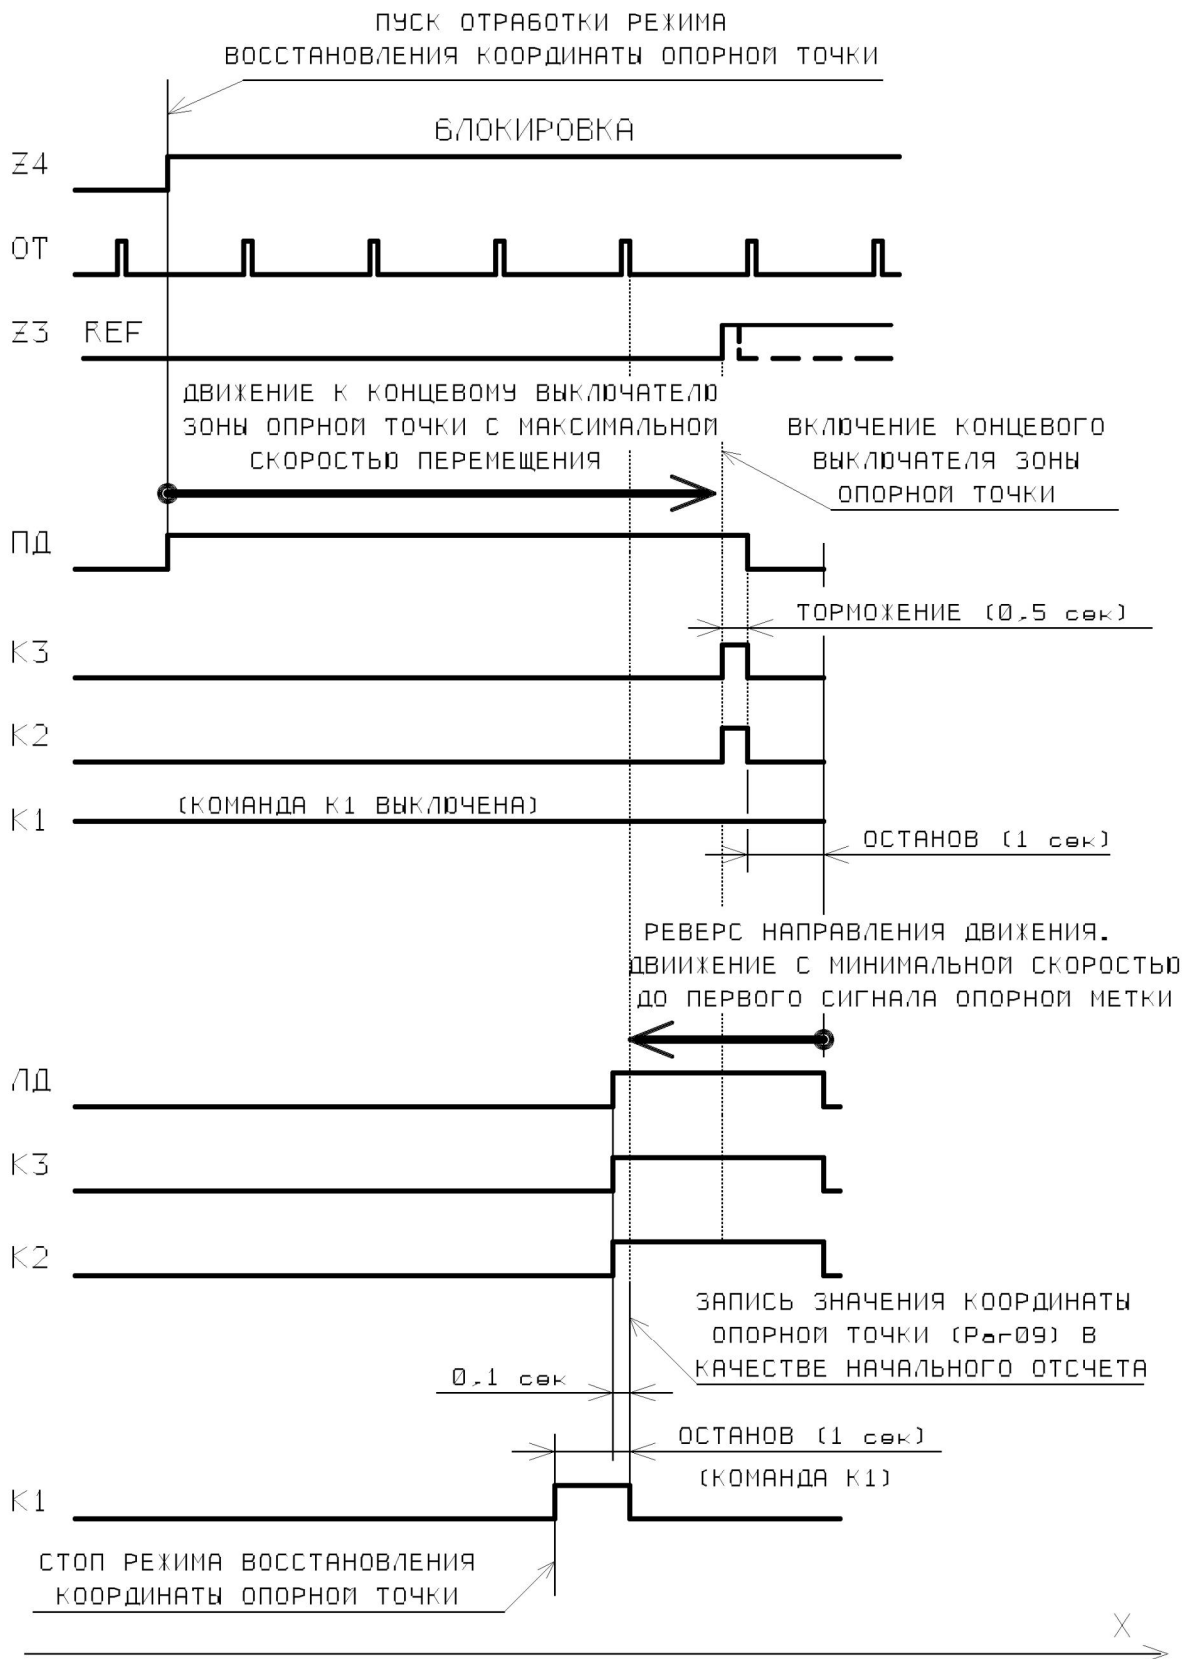 ПУСК ОТРАБОТКИ РЕЖИМА
ВОССТАНОВЛЕНИЯ КООРДИНАТЫ ОПОРНОЙ ТОЧКИ
БЛОКИРОВКА
Z4
ОТ
Z3 REF
ДВИЖЕНИЕ К КОНЦЕВОМУ ВЫКЛЮЧАТЕЛЮ
ЗОНЫ ОПРНОЙ ТОЧКИ С МАКСИМАЛЬНОЙ
СКОРОСТЬЮ ПЕРЕМЕЩЕНИЯ
ВКЛЮЧЕНИЕ КОНЦЕВОГО
ВЫКЛЮЧАТЕЛЯ ЗОНЫ
ОПОРНОЙ ТОЧКИ
ПД
ТОРМОЖЕНИЕ (0,5 сек)
К3
К2
К1
(КОМАНДА К1 ВЫКЛЮЧЕНА)
ОСТАНОВ (1 сек)
РЕВЕРС НАПРАВЛЕНИЯ ДВИЖЕНИЯ.
ДВИИЖЕНИЕ С МИНИМАЛЬНОЙ СКОРОСТЬЮ
ДО ПЕРВОГО СИГНАЛА ОПОРНОЙ МЕТКИ
ЛД
К3
К2
ЗАПИСЬ ЗНАЧЕНИЯ КООРДИНАТЫ
ОПОРНОЙ ТОЧКИ (Par09) В
КАЧЕСТВЕ НАЧАЛЬНОГО ОТСЧЕТА
0,1 сек
ОСТАНОВ (1 сек)
(КОМАНДА К1)
К1
СТОП РЕЖИМА ВОССТАНОВЛЕНИЯ
КООРДИНАТЫ ОПОРНОЙ ТОЧКИ
X